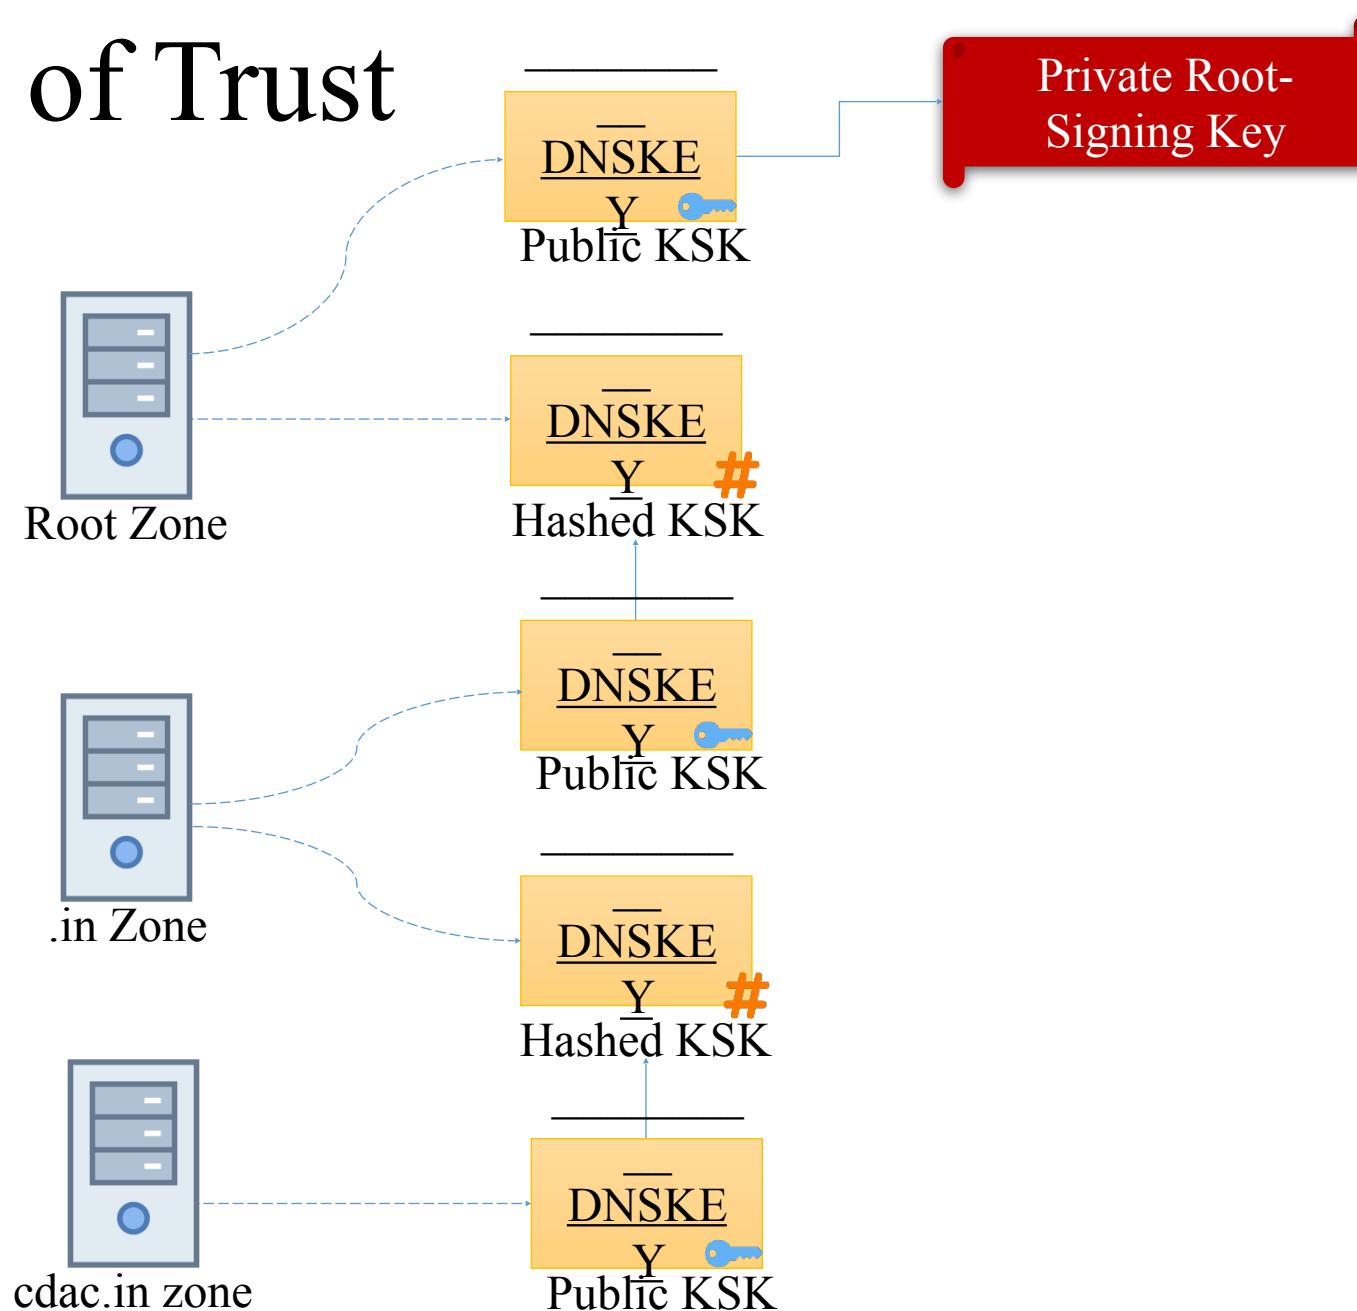 of Trust
Private Root-
Signing Key
DNSKE
Y
Public KSK
DNSKE
Y
Hashed KSK
Root Zone
DNSKE
Y
Public KSK
.in Zone
DNSKE
Y
Hashed KSK
DNSKE
Y
Public KSK
cdac.in zone